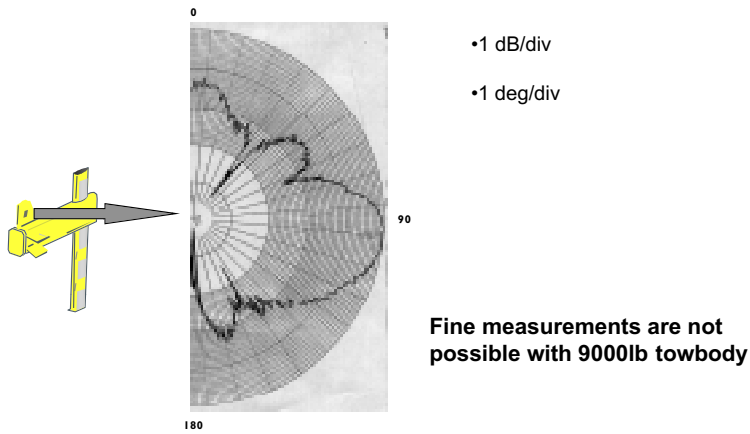 0
•1 dB/div
•1 deg/div
90
Fine measurements are not
possible with 9000lb towbody
180